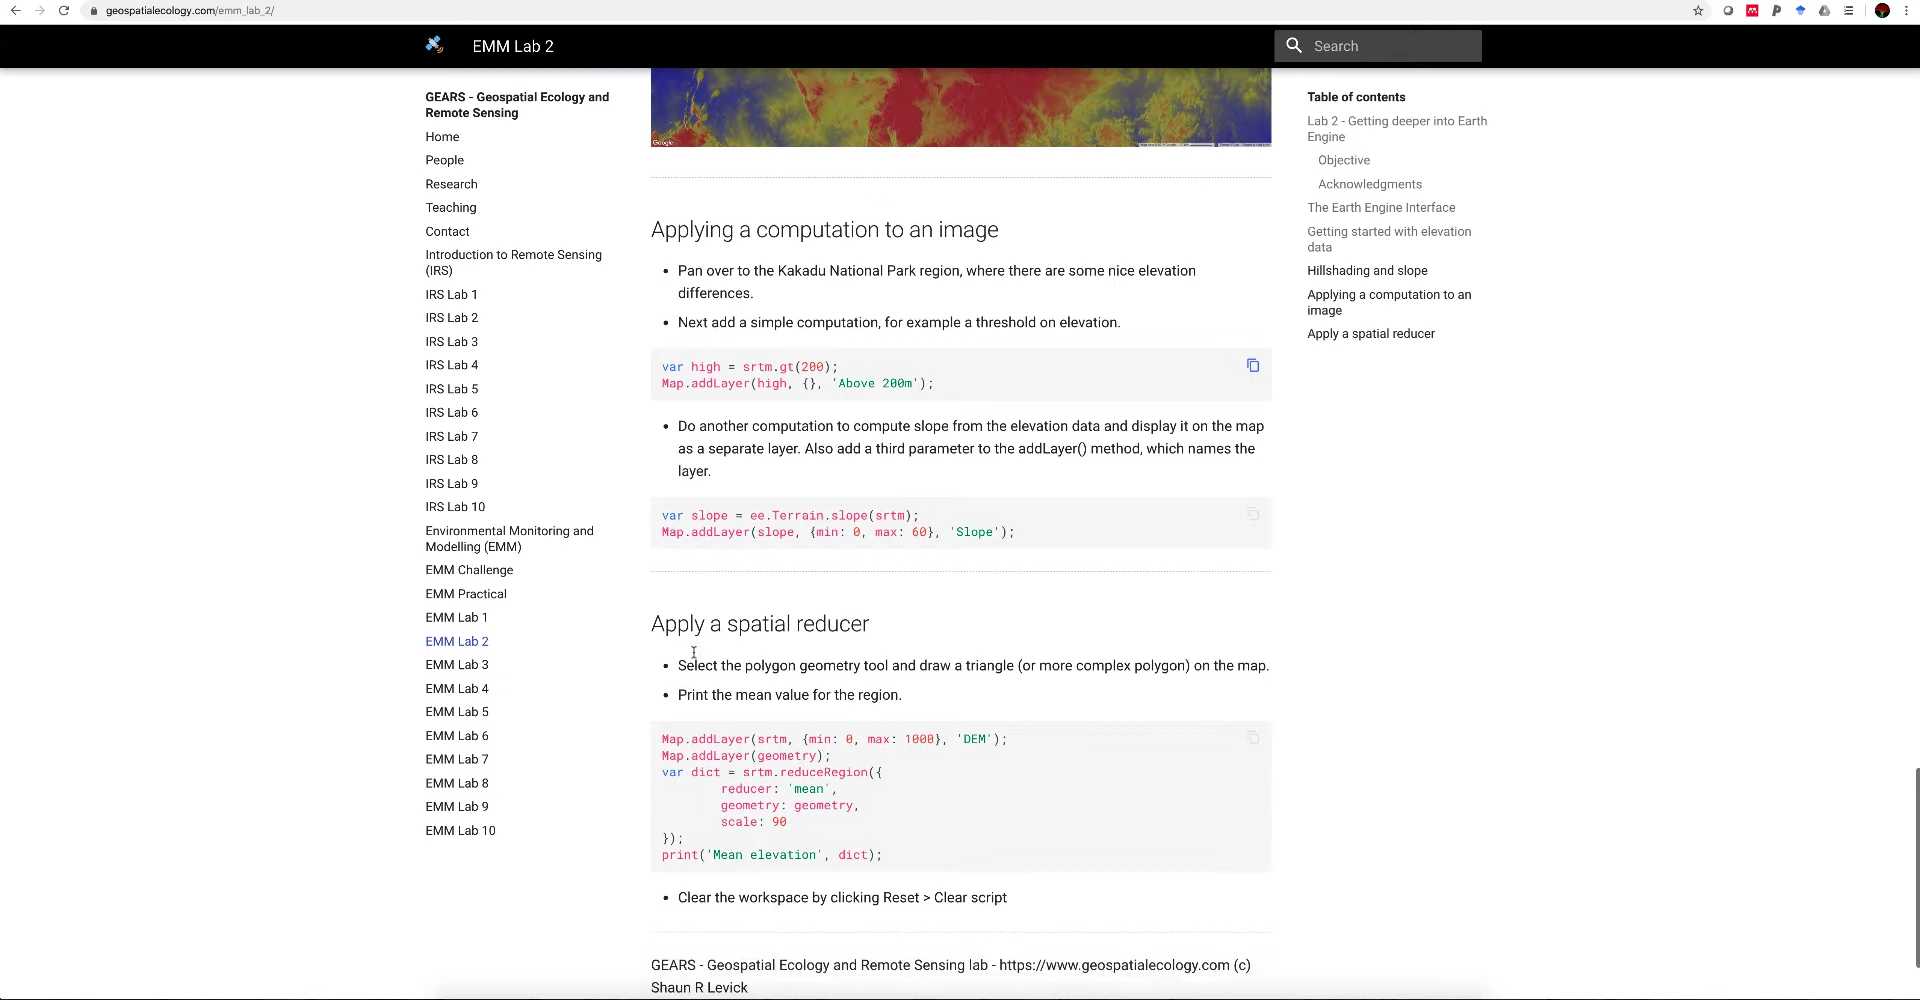 geospatialecology.com/emm_lab_2/
EMM Lab 2
Search
GEARS - Geospatial Ecology and
Remote Sensing
Home
People
Research
Teaching
Contact
Introduction to Remote Sensing
(IRS)
IRS Lab 1
IRS Lab 2
IRS Lab 3
IRS Lab 4
IRS Lab 5
IRS Lab 6
IRS Lab 7
IRS Lab 8
IRS Lab 9
IRS Lab 10
Environmental Monitoring and
Modelling (EMM)
EMM Challenge
EMM Practical
EMM Lab 1
EMM Lab 2
EMM Lab 3
EMM Lab 4
EMM Lab 5
EMM Lab 6
EMM Lab 7
EMM Lab 8
EMM Lab 9
EMM Lab 10
Google
Applying a computation to an image
• Pan over to the Kakadu National Park region, where there are some nice elevation
differences.
• Next add a simple computation, for example a threshold on elevation.
var high = srtm.gt(200);
Map.addLayer(high, {}, 'Above 200m');
• Do another computation to compute slope from the elevation data and display it on the map
as a separate layer. Also add a third parameter to the addLayer() method, which names the
layer.
var slope = ee.Terrain.slope(srtm);
Map.addLayer(slope, {min: 0, max: 60}, 'Slope');
Apply a spatial reducer
• Select the polygon geometry tool and draw a triangle (or more complex polygon) on the map.
• Print the mean value for the region.
Map.addLayer(srtm, {min: 0, max: 1000}, 'DEM');
Map.addLayer(geometry);
var dict = srtm.reduceRegion({
reducer: 'mean',
geometry: geometry,
scale: 90
});
print('Mean elevation', dict);
• Clear the workspace by clicking Reset > Clear script
GEARS - Geospatial Ecology and Remote Sensing lab - https://www.geospatialecology.com (c)
Shaun R Levick
Table of contents
Lab 2 - Getting deeper into Earth
Engine
Objective
Acknowledgments
The Earth Engine Interface
Getting started with elevation
data
Hillshading and slope
Applying a computation to an
image
Apply a spatial reducer